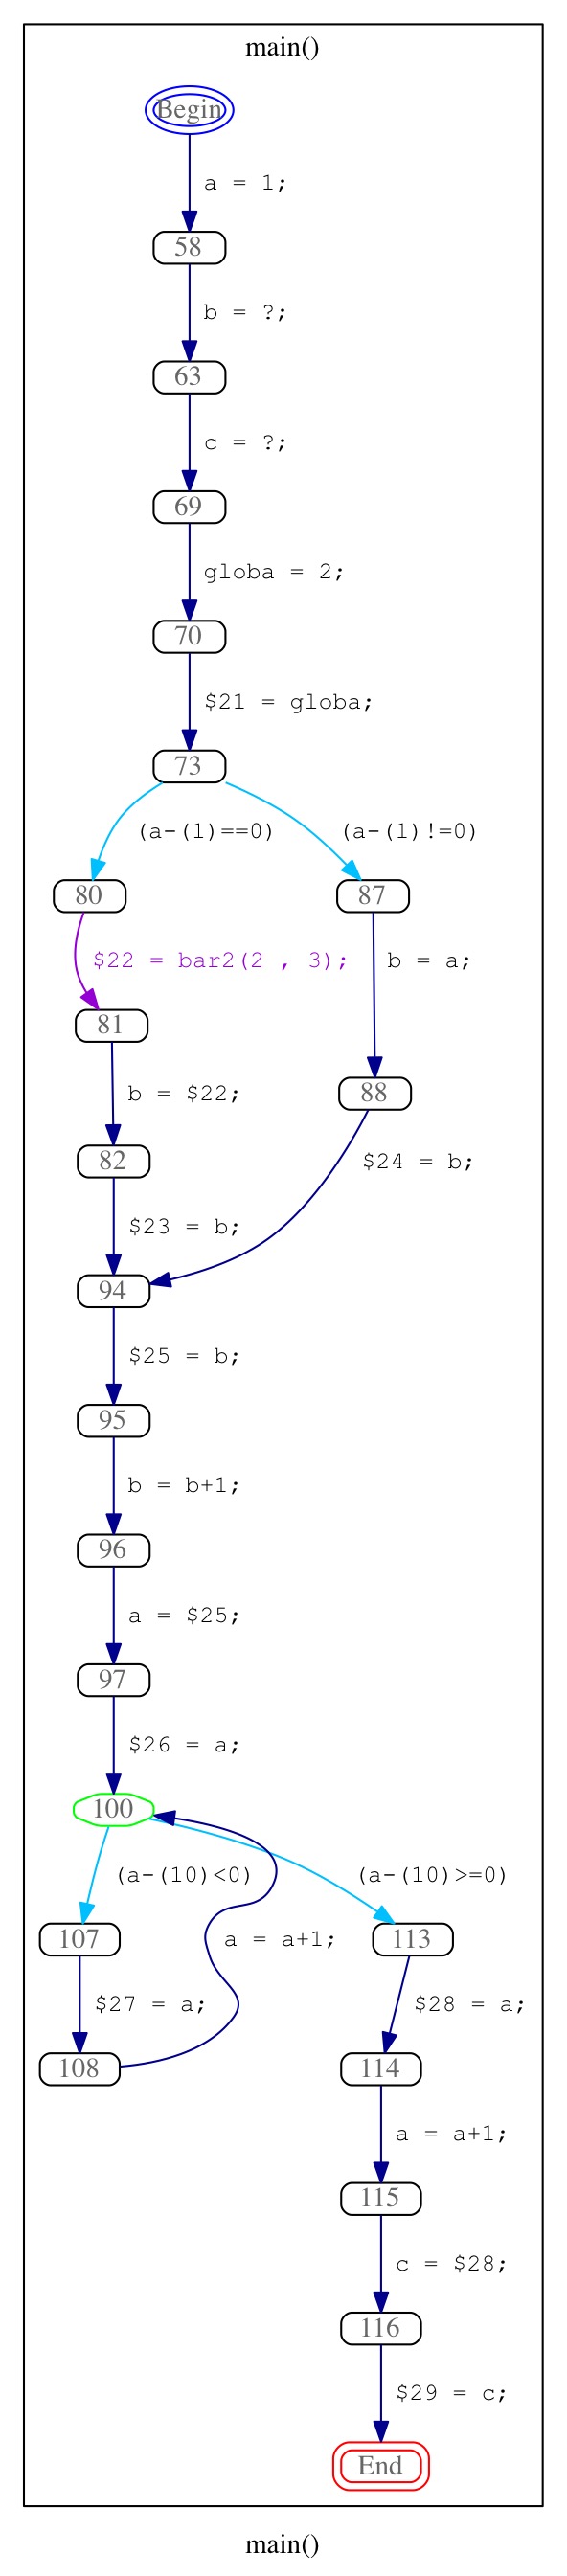 main()
Begin
a = 1;
58
b = ?;
63
c = ?;
69
globa = 2;
70
$21 = globa;
73
(a-(1)==0) (a-(1)!=0)
80 87
$22 = bar2(2 , 3); b = a;
81
88
b = $22;
82
$24 = b;
$23 = b;
94
$25 = b;
95
b = b+1;
96
a = $25;
97
$26 = a;
100
(a-(10)<0) (a-(10)>=0)
107 a = a+1; 113
$27 = a; $28 = a;
108 114
a = a+1;
115
c = $28;
116
$29 = c;
End
main()